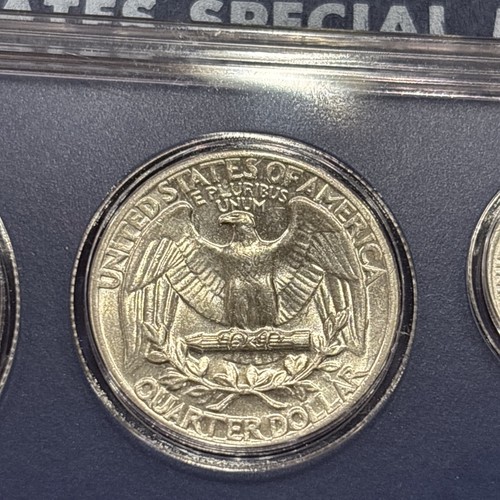 ATES SPECIAL
UNITED STATES OF AMERICA
E PLURIBUS
UNUM
QUARTER DOLLAR